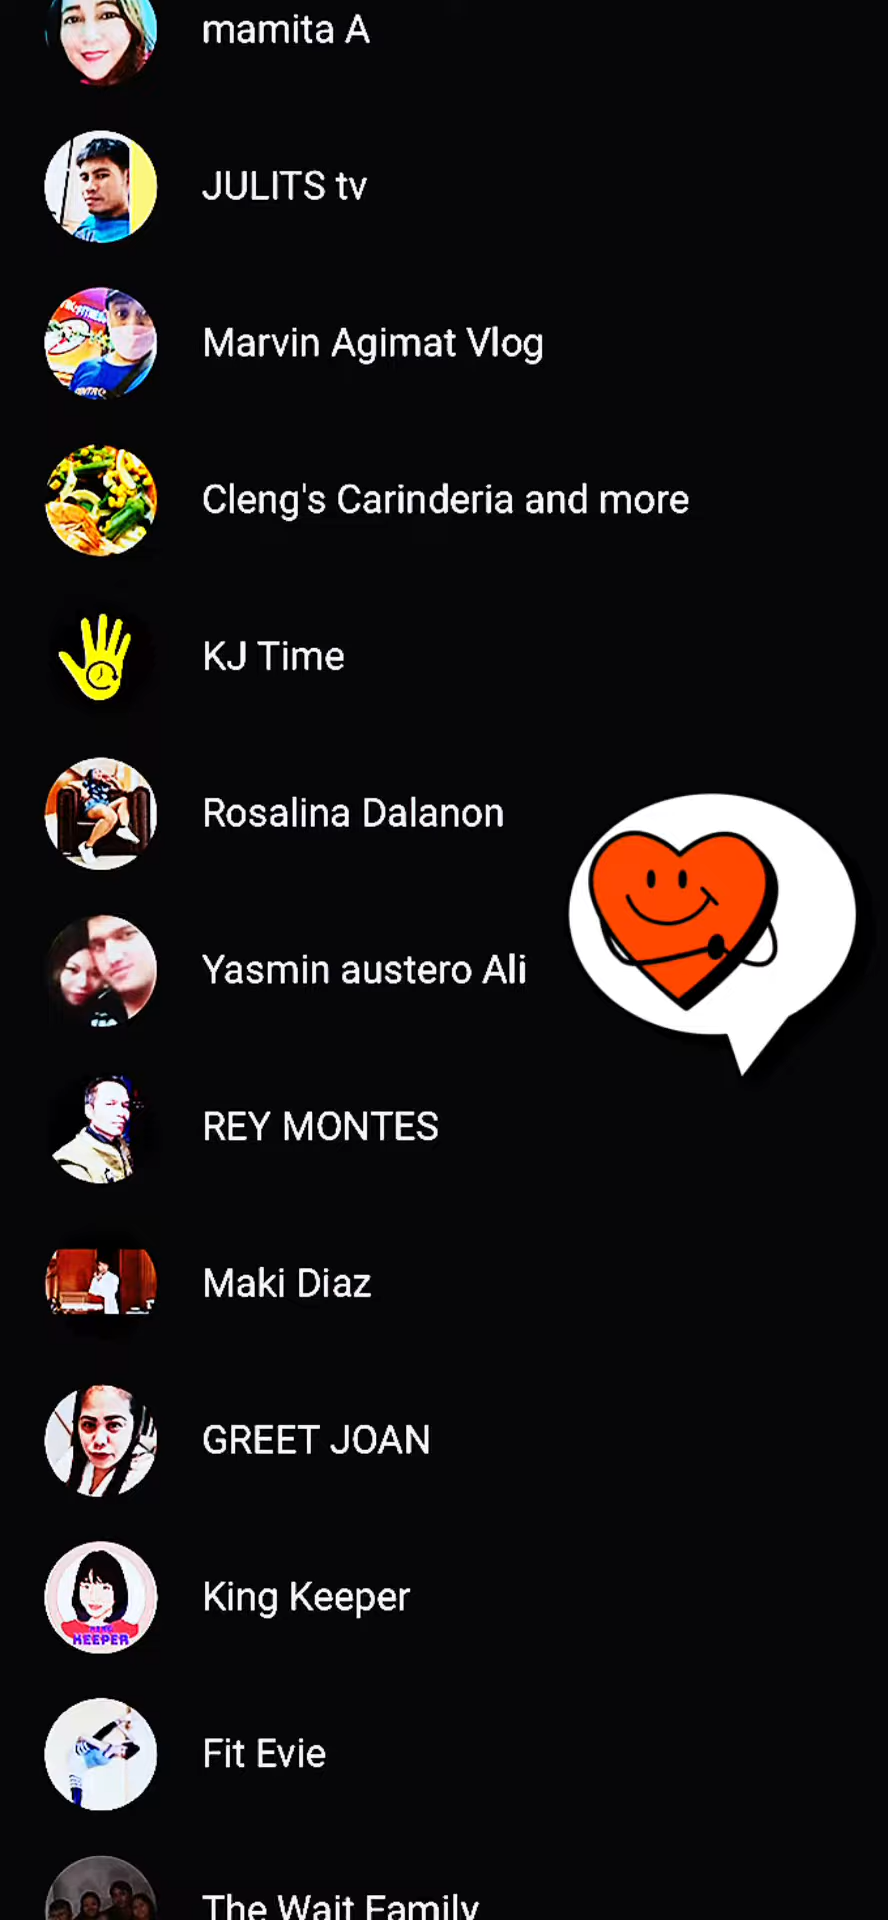 mamita A
JULITS tv
Marvin Agimat Vlog
Cleng's Carinderia and more
KJ Time
Rosalina Dalanon
Yasmin austero Ali
REY MONTES
Maki Diaz
GREET JOAN
King Keeper
KEEPER
Fit Evie
The Wait Family